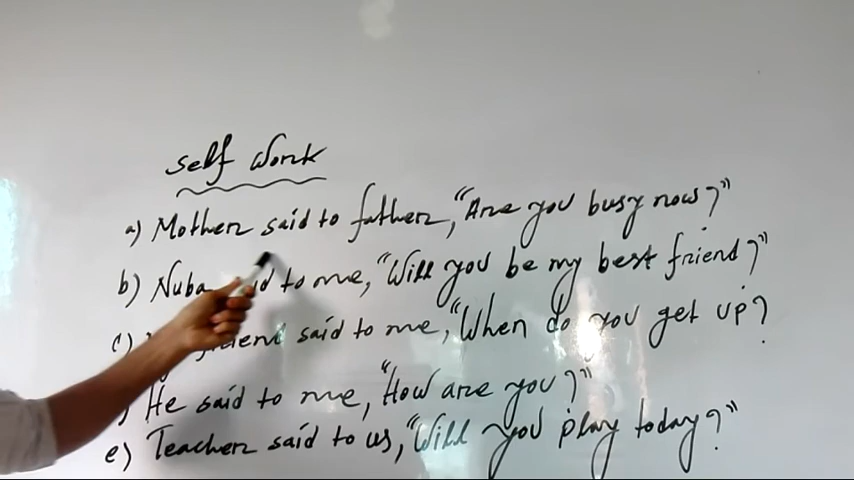 Self Work
a) Mother said to father, "Are you busy now?"
b) Nuba said to me, "Will you be my best friend?"
c) friend said to me, "When do you get up?
He said to me, "How are you?"
e) Teacher said to us, "Will you play today?"